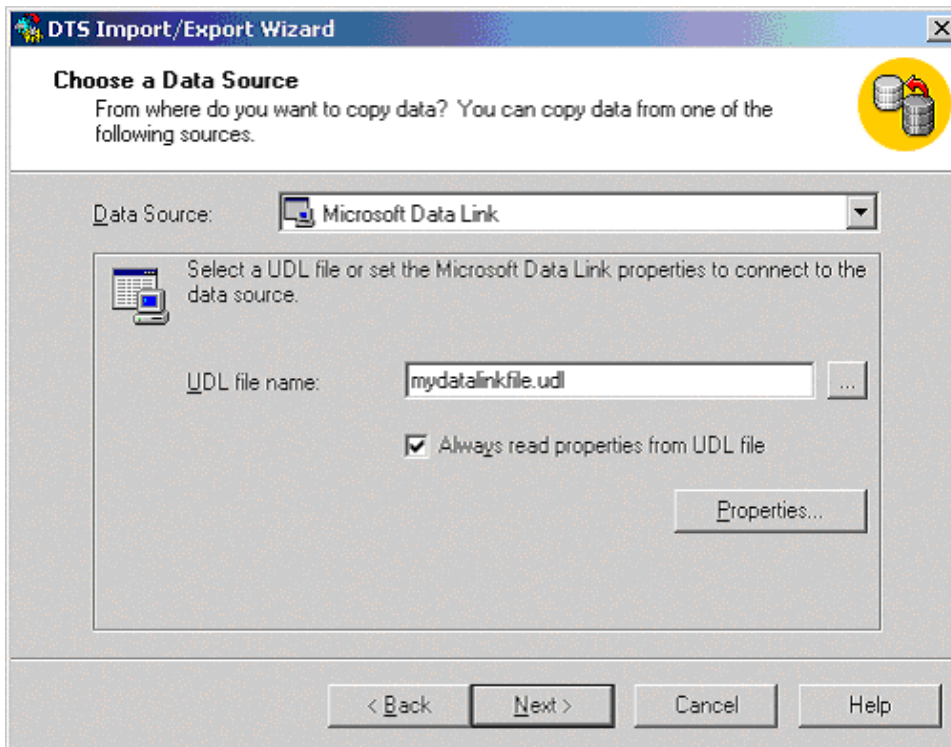 DTS Import/Export Wizard
Choose a Data Source
From where do you want to copy data? You can copy data from one of the
following sources.
Data Source:
Microsoft Data Link
Select a UDL file or set the Microsoft Data Link properties to connect to the
data source.
UDL file name:
mydatalinkfile.udl
...
Always read properties from UDL file
Properties...
< Back
Next >
Cancel
Help